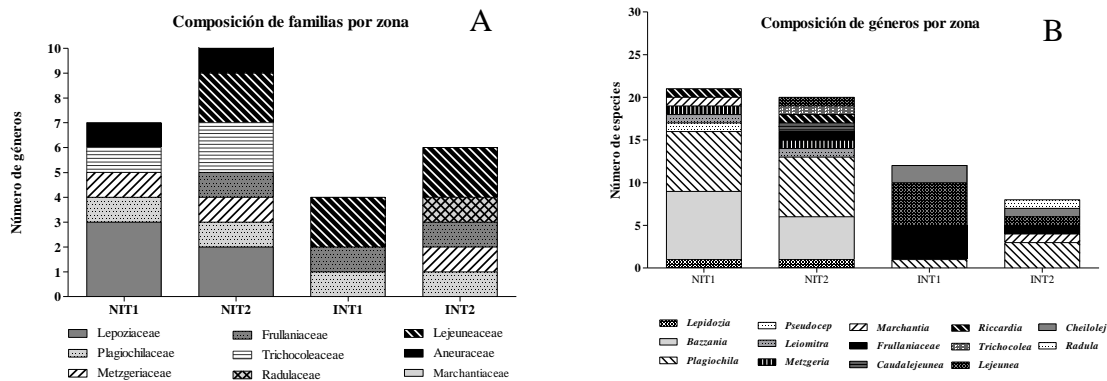 Composición de familias por zona
A
Número de géneros
10
9
8
7
6
5
4
3
2
1
0
NIT1 NIT2 INT1 INT2
Lepoziaceae Frullaniaceae Lejeuneaceae
Plagiochilaceae Trichocoleaceae Aneuraceae
Metzgeriaceae Radulaceae Marchantiaceae
Composición de géneros por zona
B
Número de especies
30
25
20
15
10
5
0
NIT1 NIT2 INT1 INT2
Lepidozia Pseudocep Marchantia Riccardia Cheilolej
Bazzania Leiomitra Frullaniaceae Trichocolea Radula
Plagiochila Metzgeria Caudalejeunea Lejeunea